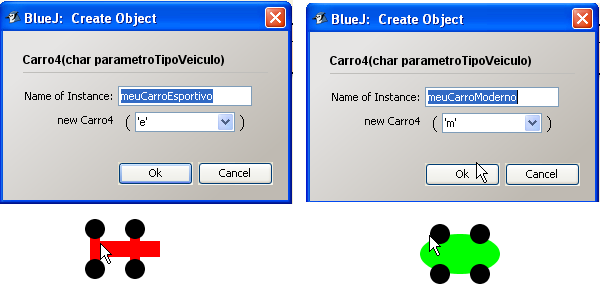 BlueJ: Create Object
Carro4(char parametroTipoVeiculo)
Name of Instance: meuCarroEsportivo
new Carro4 ( 'e' )
Ok Cancel
BlueJ: Create Object
Carro4(char parametroTipoVeiculo)
Name of Instance: meuCarroModerno
new Carro4 ( 'm' )
Ok Cancel